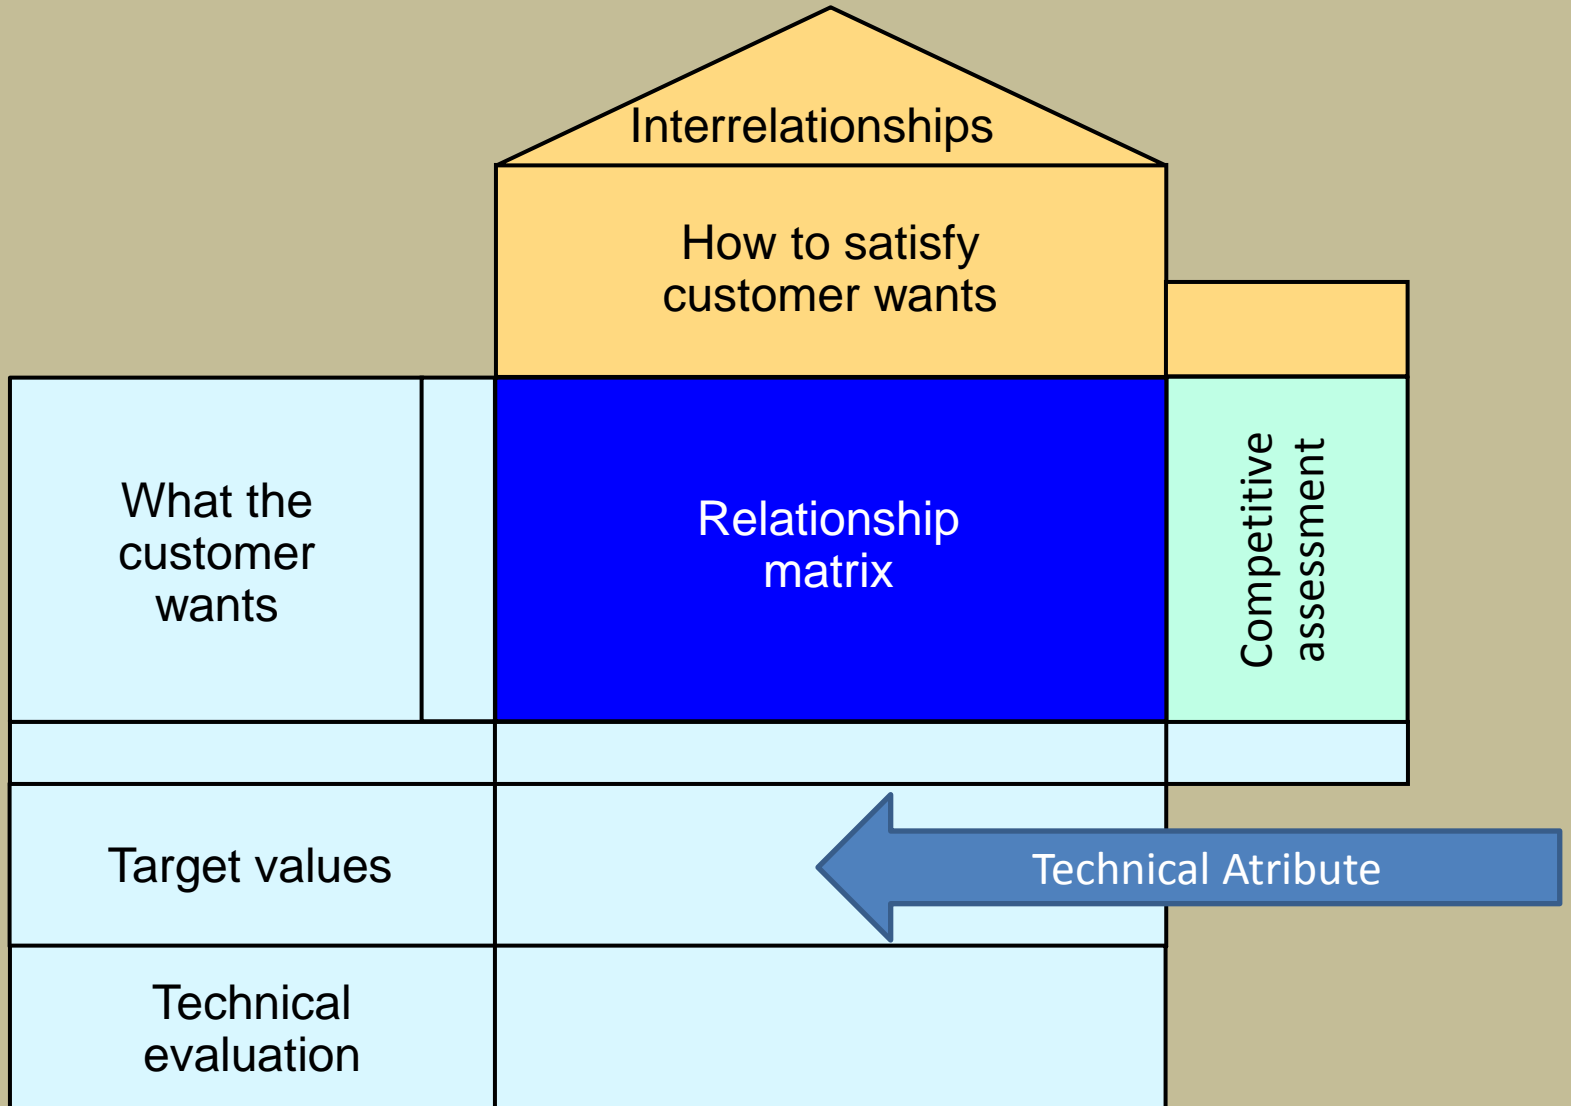 Interrelationships
How to satisfy
customer wants
What the
customer
wants
Relationship
matrix
Competitive
assessment
Target values
Technical Atribute
Technical
evaluation